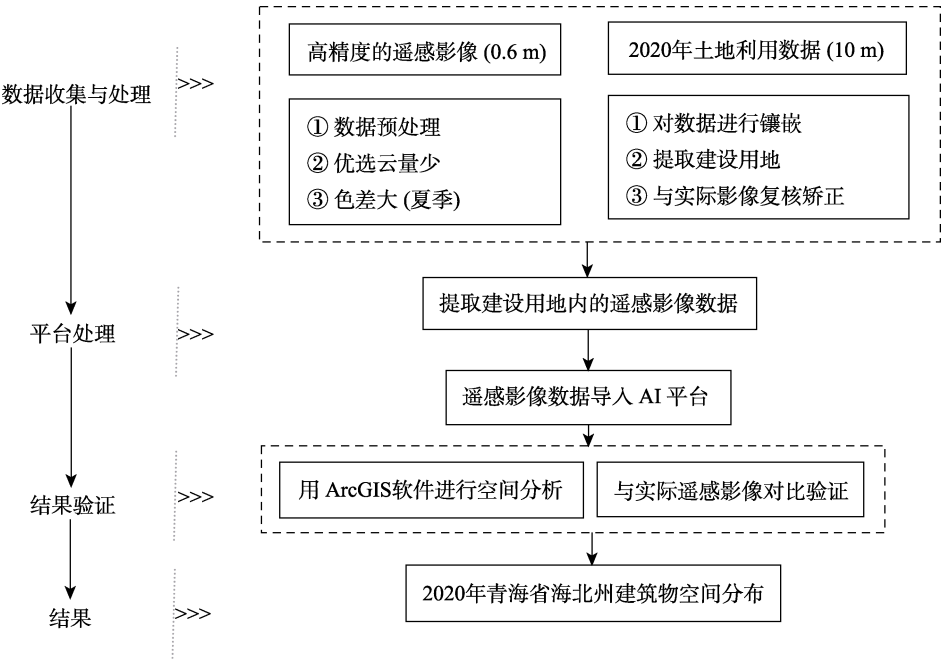 高精度的遥感影像 (0.6 m)
2020年土地利用数据 (10 m)
数据收集与处理
>>>
① 数据预处理
② 优选云量少
③ 色差大 (夏季)
① 对数据进行镶嵌
② 提取建设用地
③ 与实际影像复核矫正
提取建设用地内的遥感影像数据
平台处理
>>>
遥感影像数据导入 AI 平台
结果验证
>>>
用 ArcGIS软件进行空间分析
与实际遥感影像对比验证
2020年青海省海北州建筑物空间分布
结果
>>>